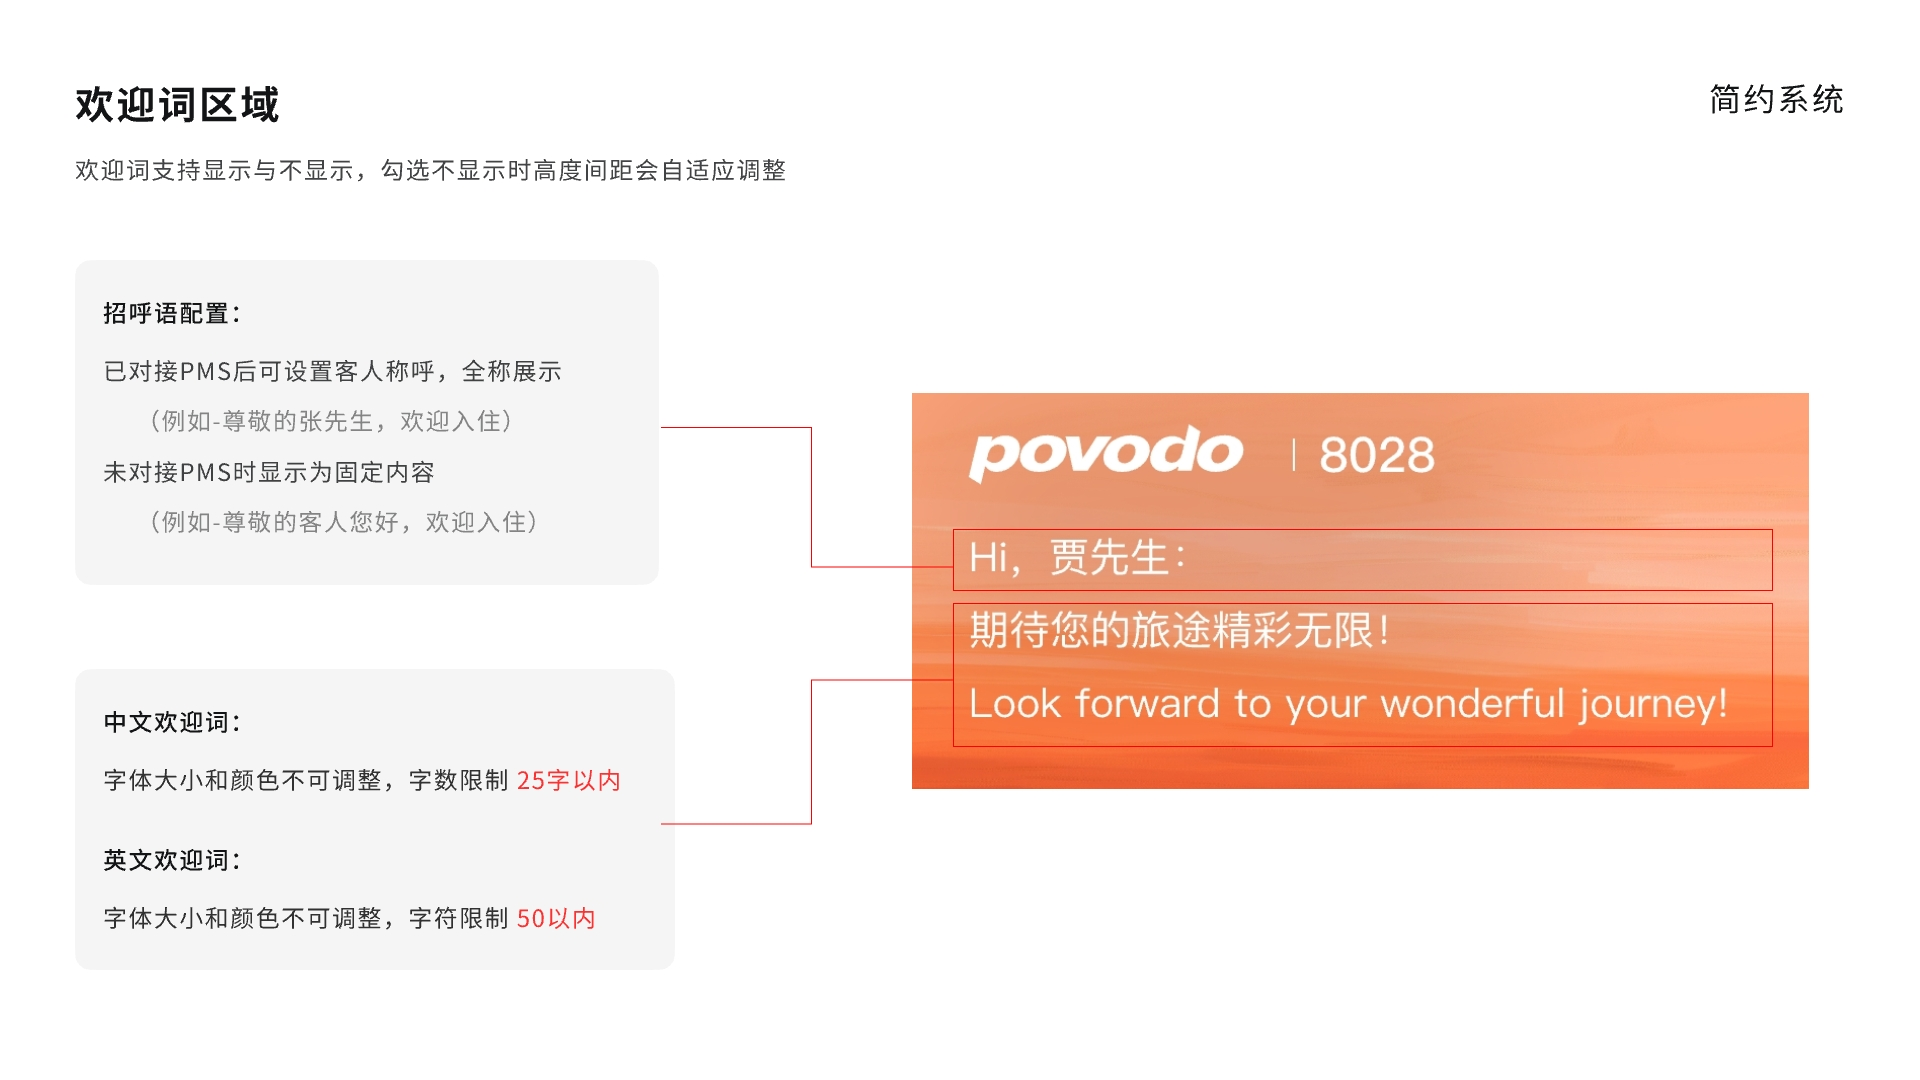 欢迎词区域
简约系统
欢迎词支持显示与不显示，勾选不显示时高度间距会自适应调整
招呼语配置：
已对接PMS后可设置客人称呼，全称展示
（例如-尊敬的张先生，欢迎入住）
未对接PMS时显示为固定内容
（例如-尊敬的客人您好，欢迎入住）
中文欢迎词：
字体大小和颜色不可调整，字数限制 25字以内
英文欢迎词：
字体大小和颜色不可调整，字符限制 50以内
povodo | 8028
Hi，贾先生：
期待您的旅途精彩无限！
Look forward to your wonderful journey!